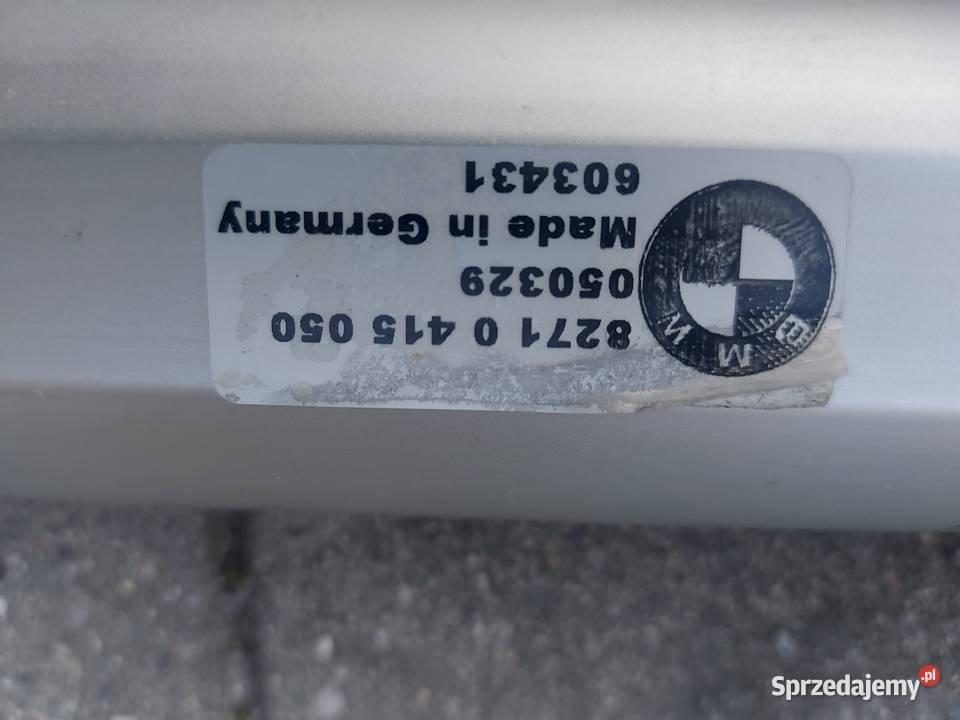 BMW
8271 0 415 050
050329
Made in Germany
603431
Sprzedajemy.pl